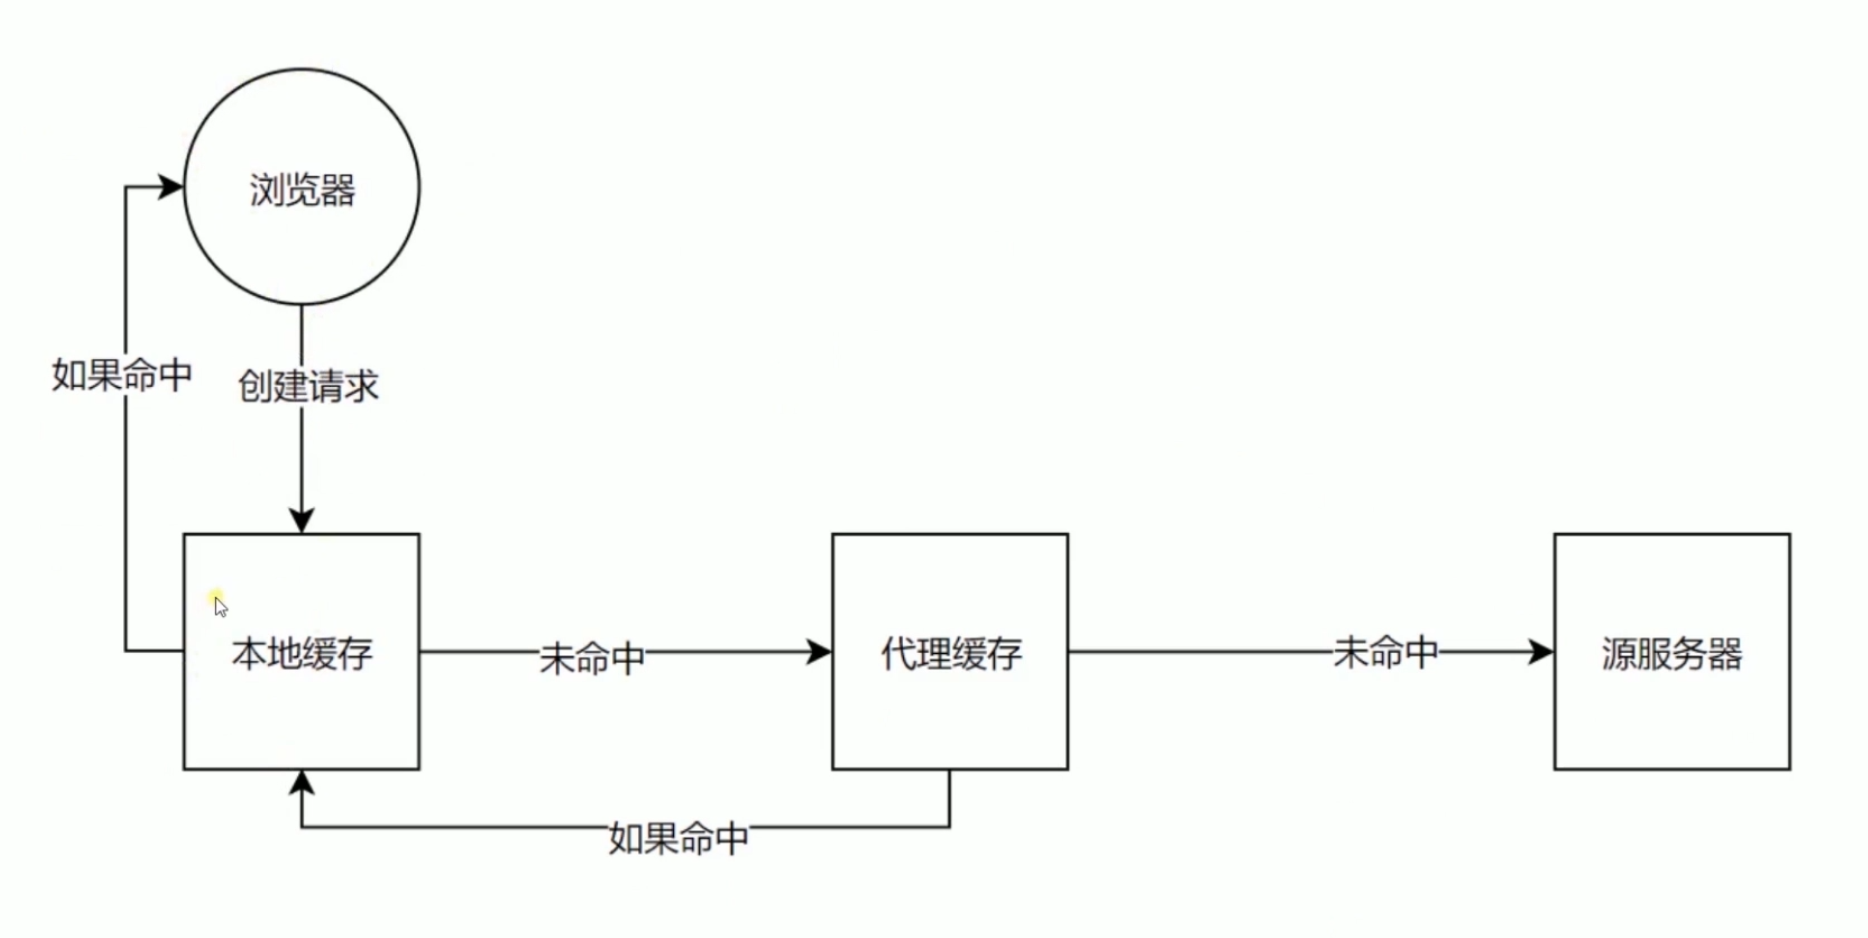 浏览器
如果命中
创建请求
本地缓存
未命中
代理缓存
未命中
源服务器
如果命中